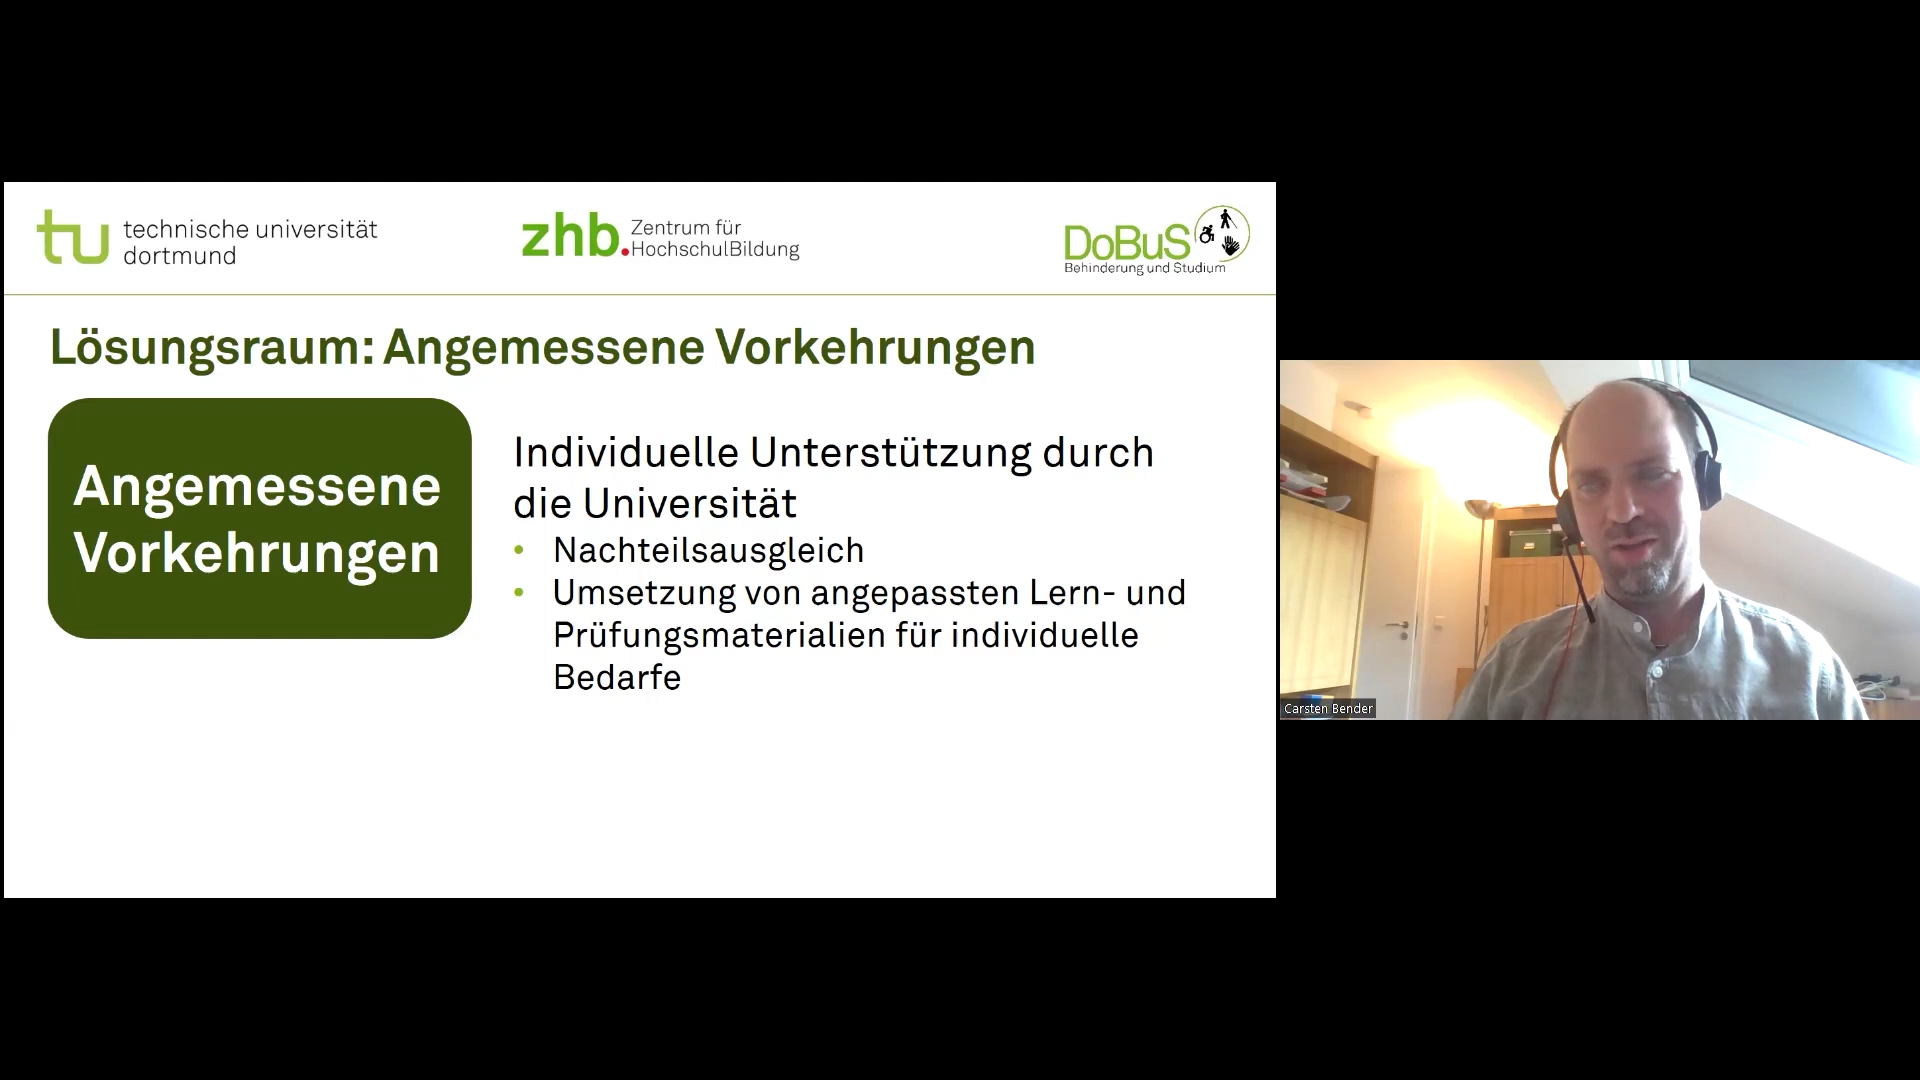 tu technische universität
dortmund
zhb. Zentrum für
HochschulBildung
DoBuS
Behinderung und Studium
Lösungsraum: Angemessene Vorkehrungen
Angemessene
Vorkehrungen
Individuelle Unterstützung durch
die Universität
• Nachteilsausgleich
• Umsetzung von angepassten Lern- und
Prüfungsmaterialien für individuelle
Bedarfe
Carsten Bender